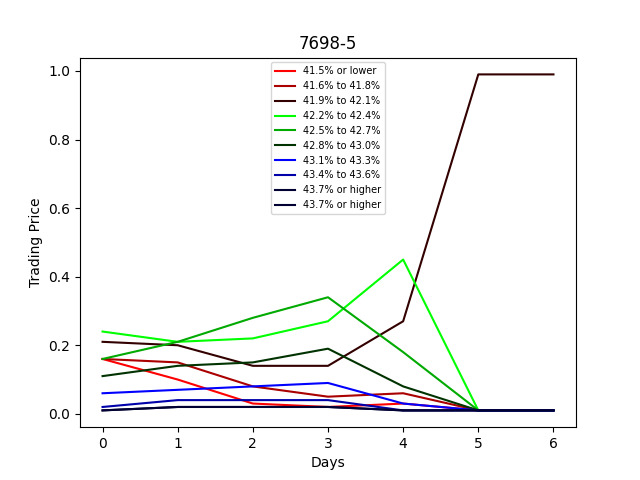 7698-5
41.5% or lower
41.6% to 41.8%
41.9% to 42.1%
42.2% to 42.4%
42.5% to 42.7%
42.8% to 43.0%
43.1% to 43.3%
43.4% to 43.6%
43.7% or higher
43.7% or higher
1.0
0.8
0.6
0.4
0.2
0.0
Trading Price
0 1 2 3 4 5 6
Days